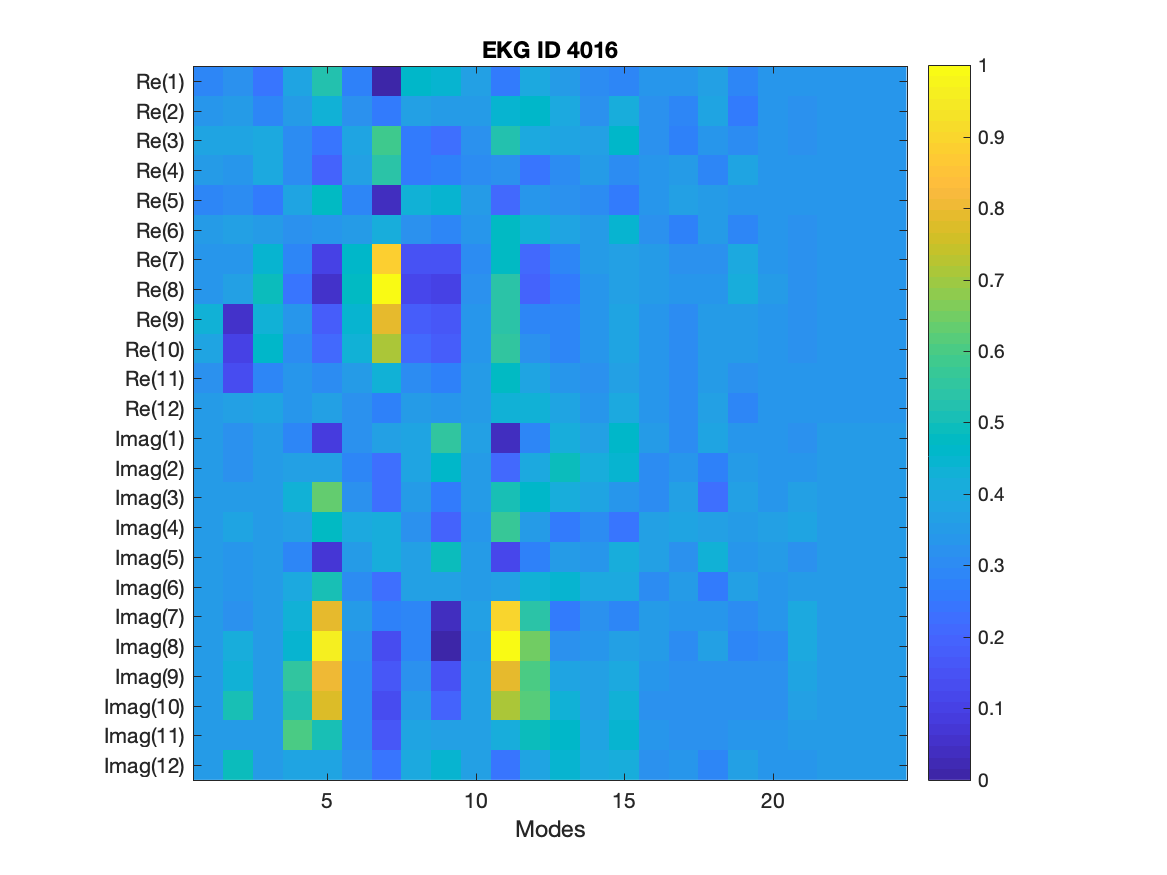 EKG ID 4016
Re(1)
Re(2)
Re(3)
Re(4)
Re(5)
Re(6)
Re(7)
Re(8)
Re(9)
Re(10)
Re(11)
Re(12)
Imag(1)
Imag(2)
Imag(3)
Imag(4)
Imag(5)
Imag(6)
Imag(7)
Imag(8)
Imag(9)
Imag(10)
Imag(11)
Imag(12)
5 10 15 20
Modes
1
0.9
0.8
0.7
0.6
0.5
0.4
0.3
0.2
0.1
0